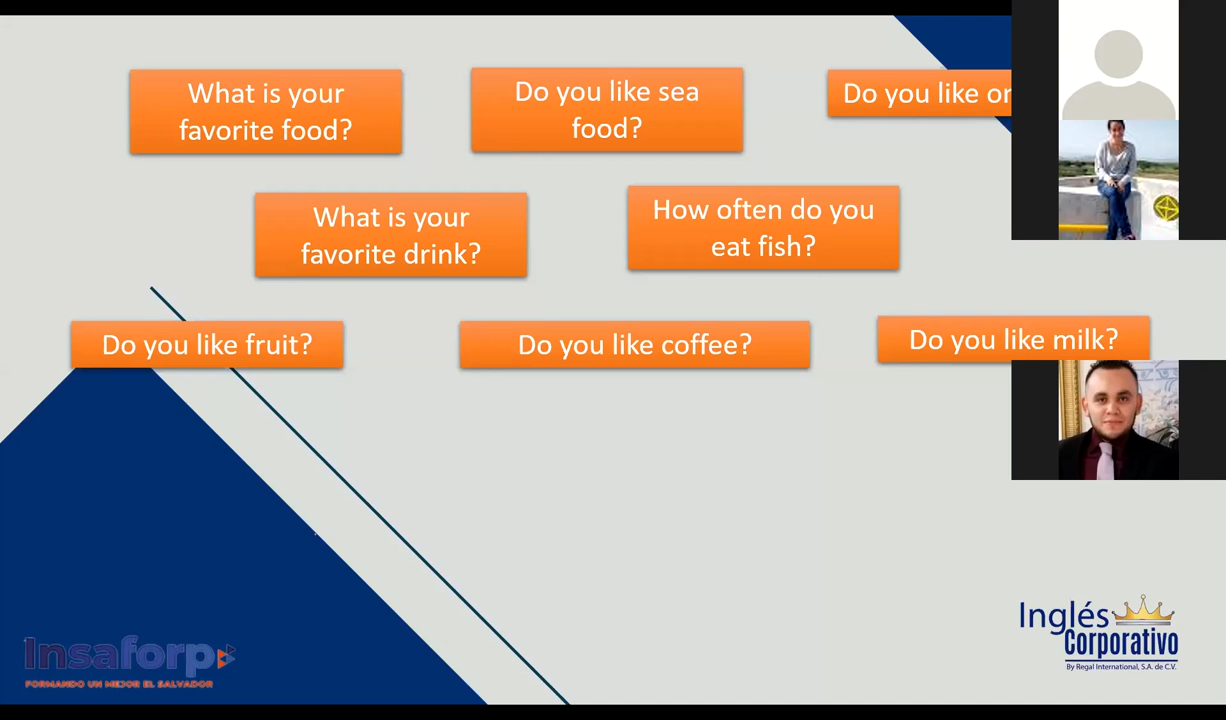 What is your
favorite food?
Do you like sea
food?
Do you like
What is your
favorite drink?
How often do you
eat fish?
Do you like fruit?
Do you like coffee?
Do you like milk?
Insaforp
FORMANDO UN MEJOR EL SALVADOR
Inglés
Corporativo
By Regal International, S.A. de C.V.